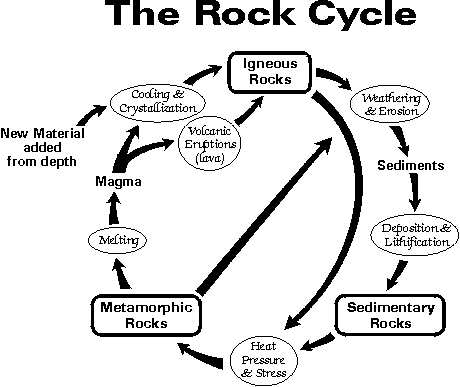 The Rock Cycle
Igneous
Rocks
Cooling &
Crystallization
Weathering
& Erosion
New Material
added
from depth
Volcanic
Eruptions
(lava)
Magma
Sediments
Melting
Deposition &
Lithification
Metamorphic
Rocks
Sedimentary
Rocks
Heat
Pressure
& Stress